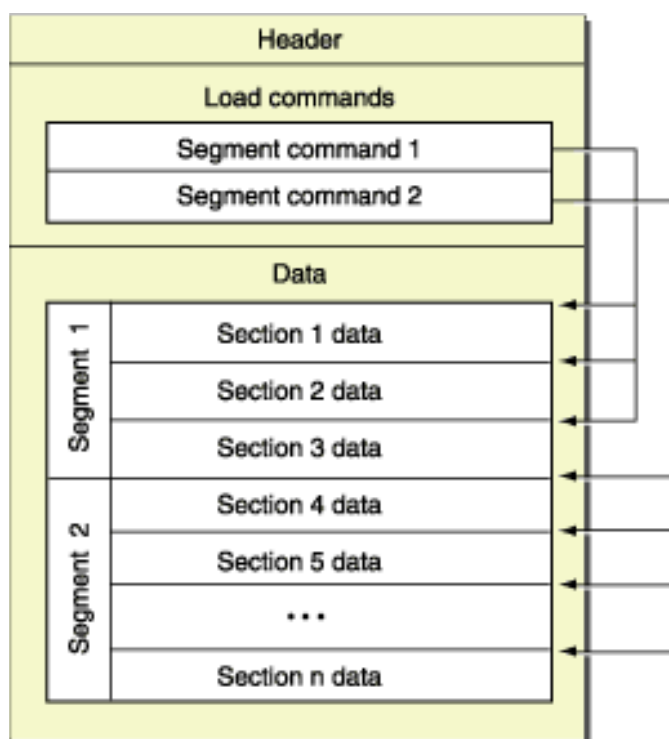 Header
Load commands
Segment command 1
Segment command 2
Data
Segment 1
Section 1 data
Section 2 data
Section 3 data
Segment 2
Section 4 data
Section 5 data
...
Section n data